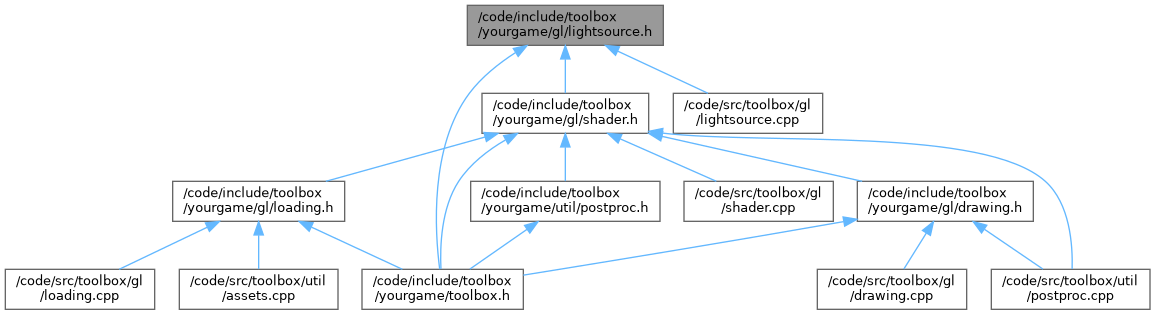 /code/include/toolbox
/yourgame/gl/lightsource.h
/code/include/toolbox
/yourgame/gl/shader.h
/code/src/toolbox/gl
/lightsource.cpp
/code/include/toolbox
/yourgame/gl/loading.h
/code/include/toolbox
/yourgame/util/postproc.h
/code/src/toolbox/gl
/shader.cpp
/code/include/toolbox
/yourgame/gl/drawing.h
/code/src/toolbox/gl
/loading.cpp
/code/src/toolbox/util
/assets.cpp
/code/include/toolbox
/yourgame/toolbox.h
/code/src/toolbox/gl
/drawing.cpp
/code/src/toolbox/util
/postproc.cpp